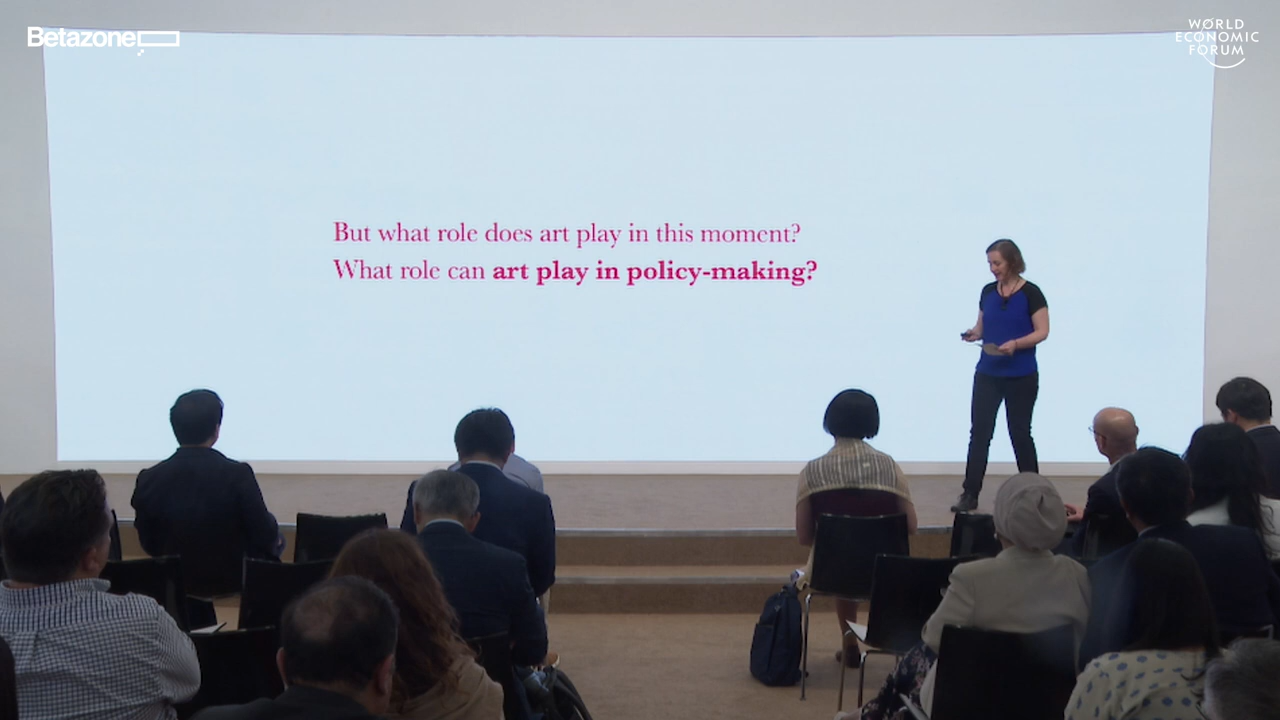 Betazone
WORLD
ECONOMIC
FORUM
But what role does art play in this moment?
What role can art play in policy-making?